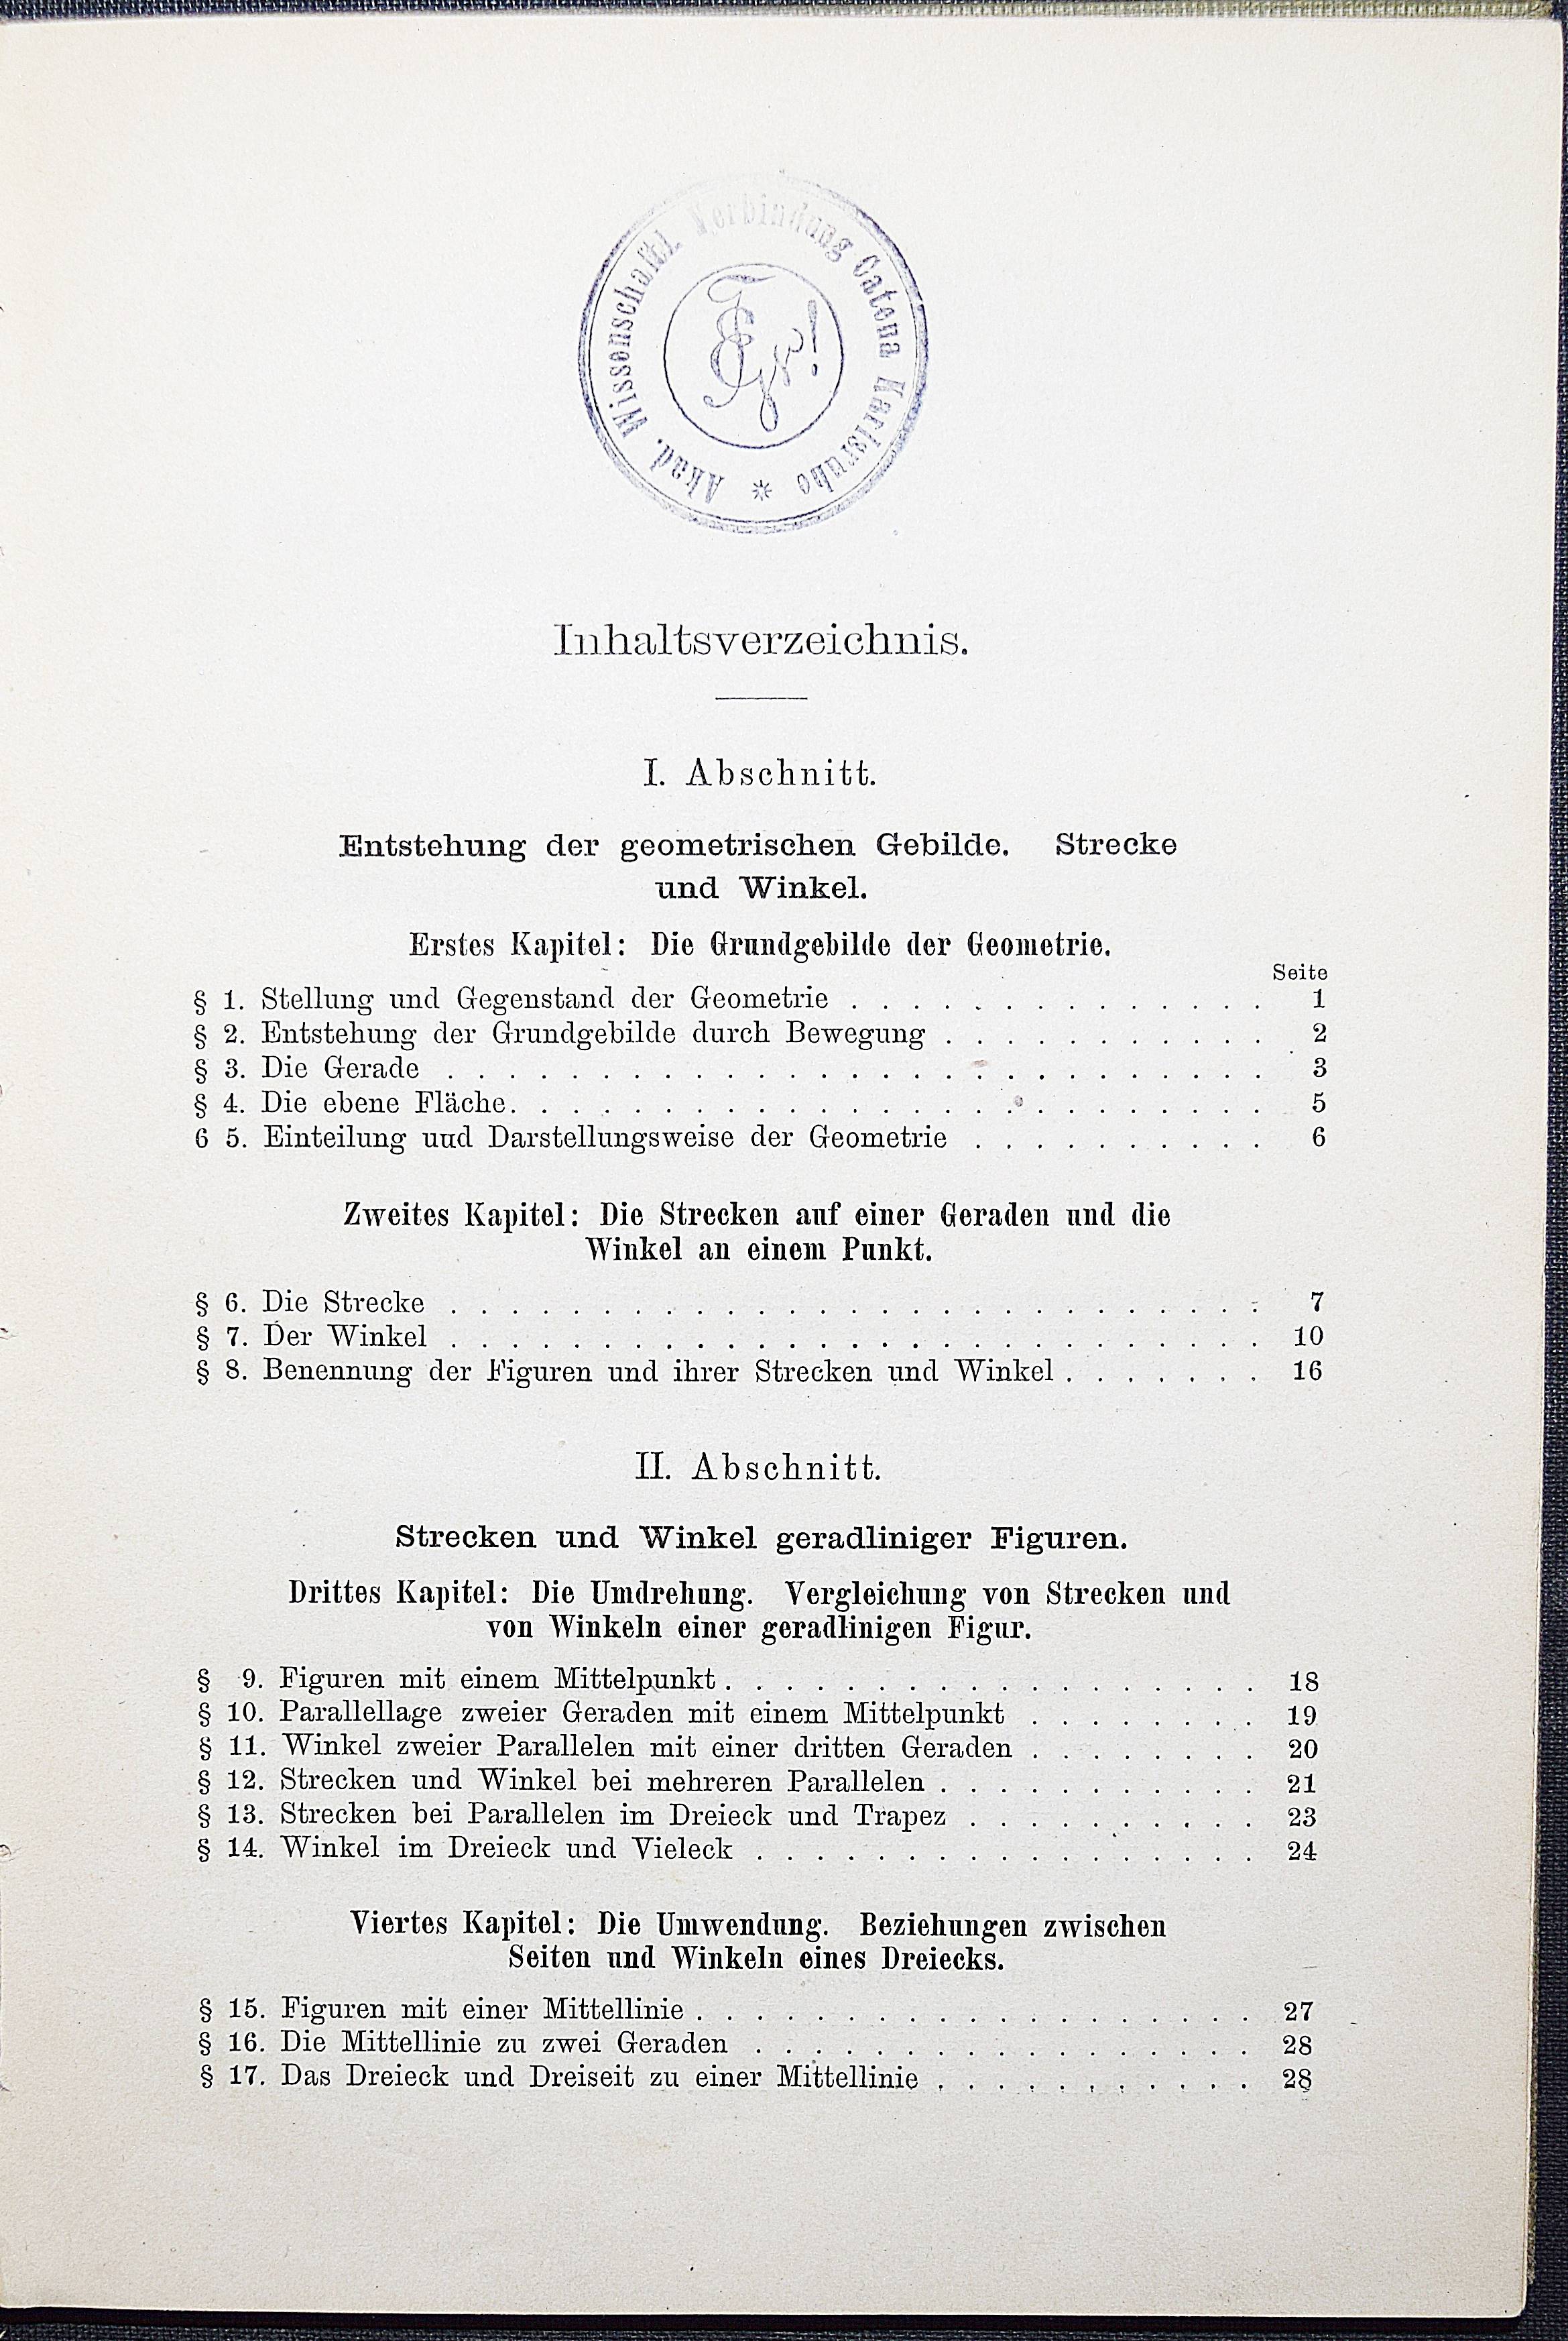 Akad. Wissenschaftl. Verbindung Catena Karlsruhe *
Inhaltsverzeichnis.
I. Abschnitt.
Entstehung der geometrischen Gebilde. Strecke
und Winkel.
Erstes Kapitel: Die Grundgebilde der Geometrie.
Seite
§ 1. Stellung und Gegenstand der Geometrie . . . . . . . . . . . . . . 1
§ 2. Entstehung der Grundgebilde durch Bewegung . . . . . . . . . . . 2
§ 3. Die Gerade . . . . . . . . . . . . . . . . . . . . . . . . . . . 3
§ 4. Die ebene Fläche. . . . . . . . . . . . . . . . . . . . . . . . . 5
6 5. Einteilung uud Darstellungsweise der Geometrie . . . . . . . . . . 6
Zweites Kapitel: Die Strecken auf einer Geraden und die
Winkel an einem Punkt.
§ 6. Die Strecke . . . . . . . . . . . . . . . . . . . . . . . . . . . 7
§ 7. Der Winkel . . . . . . . . . . . . . . . . . . . . . . . . . . . 10
§ 8. Benennung der Figuren und ihrer Strecken und Winkel . . . . . . . 16
II. Abschnitt.
Strecken und Winkel geradliniger Figuren.
Drittes Kapitel: Die Umdrehung. Vergleichung von Strecken und
von Winkeln einer geradlinigen Figur.
§ 9. Figuren mit einem Mittelpunkt . . . . . . . . . . . . . . . . . . 18
§ 10. Parallellage zweier Geraden mit einem Mittelpunkt . . . . . . . . 19
§ 11. Winkel zweier Parallelen mit einer dritten Geraden . . . . . . . . 20
§ 12. Strecken und Winkel bei mehreren Parallelen . . . . . . . . . . . 21
§ 13. Strecken bei Parallelen im Dreieck und Trapez . . . . . . . . . . 23
§ 14. Winkel im Dreieck und Vieleck . . . . . . . . . . . . . . . . . 24
Viertes Kapitel: Die Umwendung. Beziehungen zwischen
Seiten und Winkeln eines Dreiecks.
§ 15. Figuren mit einer Mittellinie . . . . . . . . . . . . . . . . . . . 27
§ 16. Die Mittellinie zu zwei Geraden . . . . . . . . . . . . . . . . . 28
§ 17. Das Dreieck und Dreiseit zu einer Mittellinie . . . . . . . . . . . 28